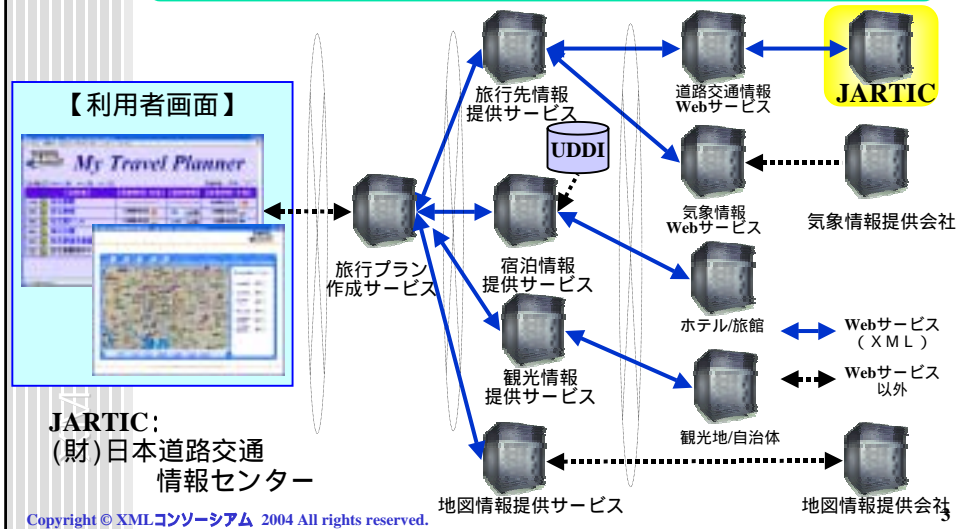 【利用者画面】
My Travel Planner
旅行プラン
作成サービス
旅行先情報
提供サービス
UDDI
宿泊情報
提供サービス
観光情報
提供サービス
地図情報提供サービス
道路交通情報
Webサービス
JARTIC
気象情報
Webサービス
気象情報提供会社
ホテル/旅館
観光地/自治体
地図情報提供会社
Webサービス
(XML)
Webサービス
以外
JARTIC:
(財)日本道路交通
情報センター
Copyright © XMLコンソーシアム 2004 All rights reserved.
3